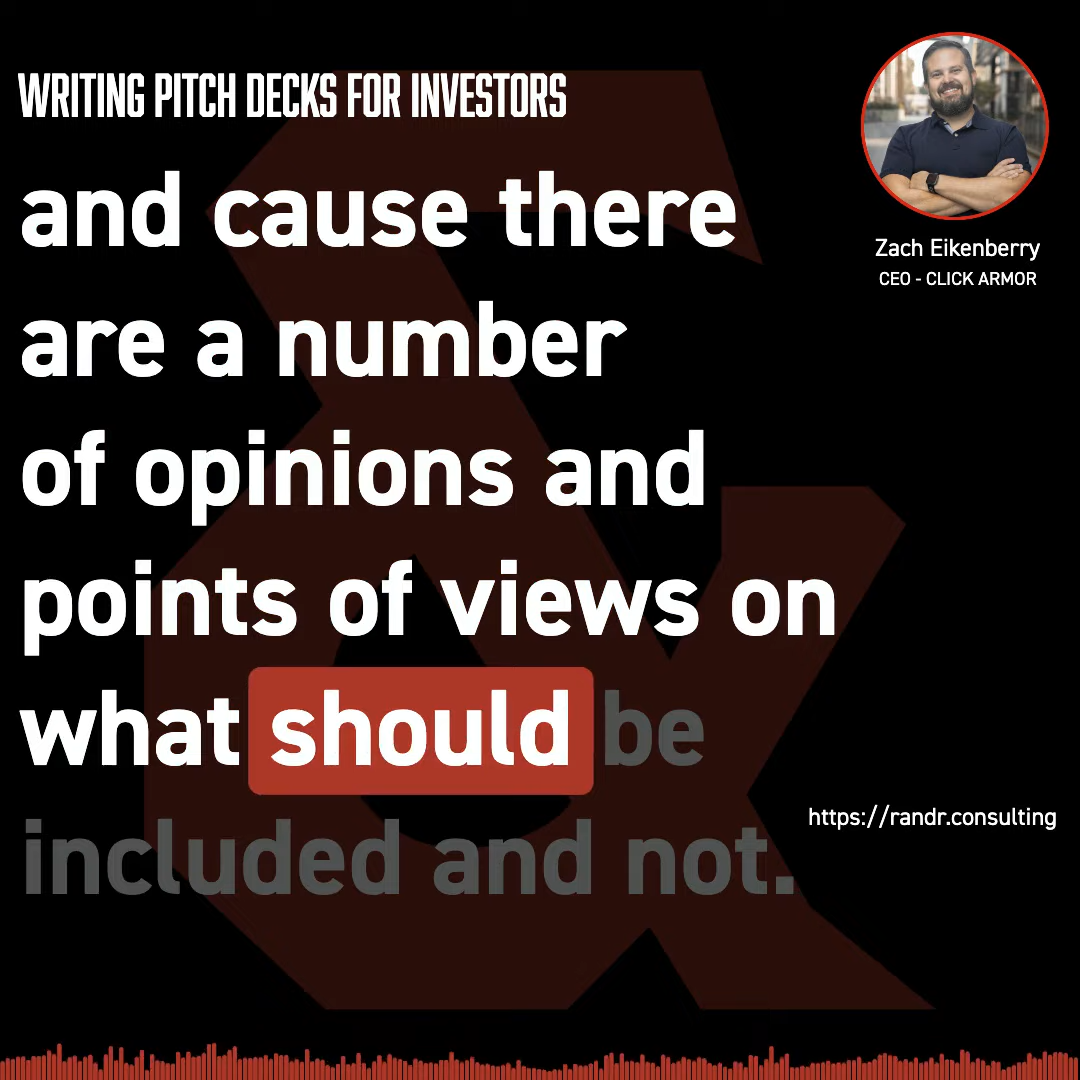 WRITING PITCH DECKS FOR INVESTORS
and cause there
are a number
of opinions and
points of views on
what should be
included and not.
Zach Eikenberry
CEO - CLICK ARMOR
https://randr.consulting